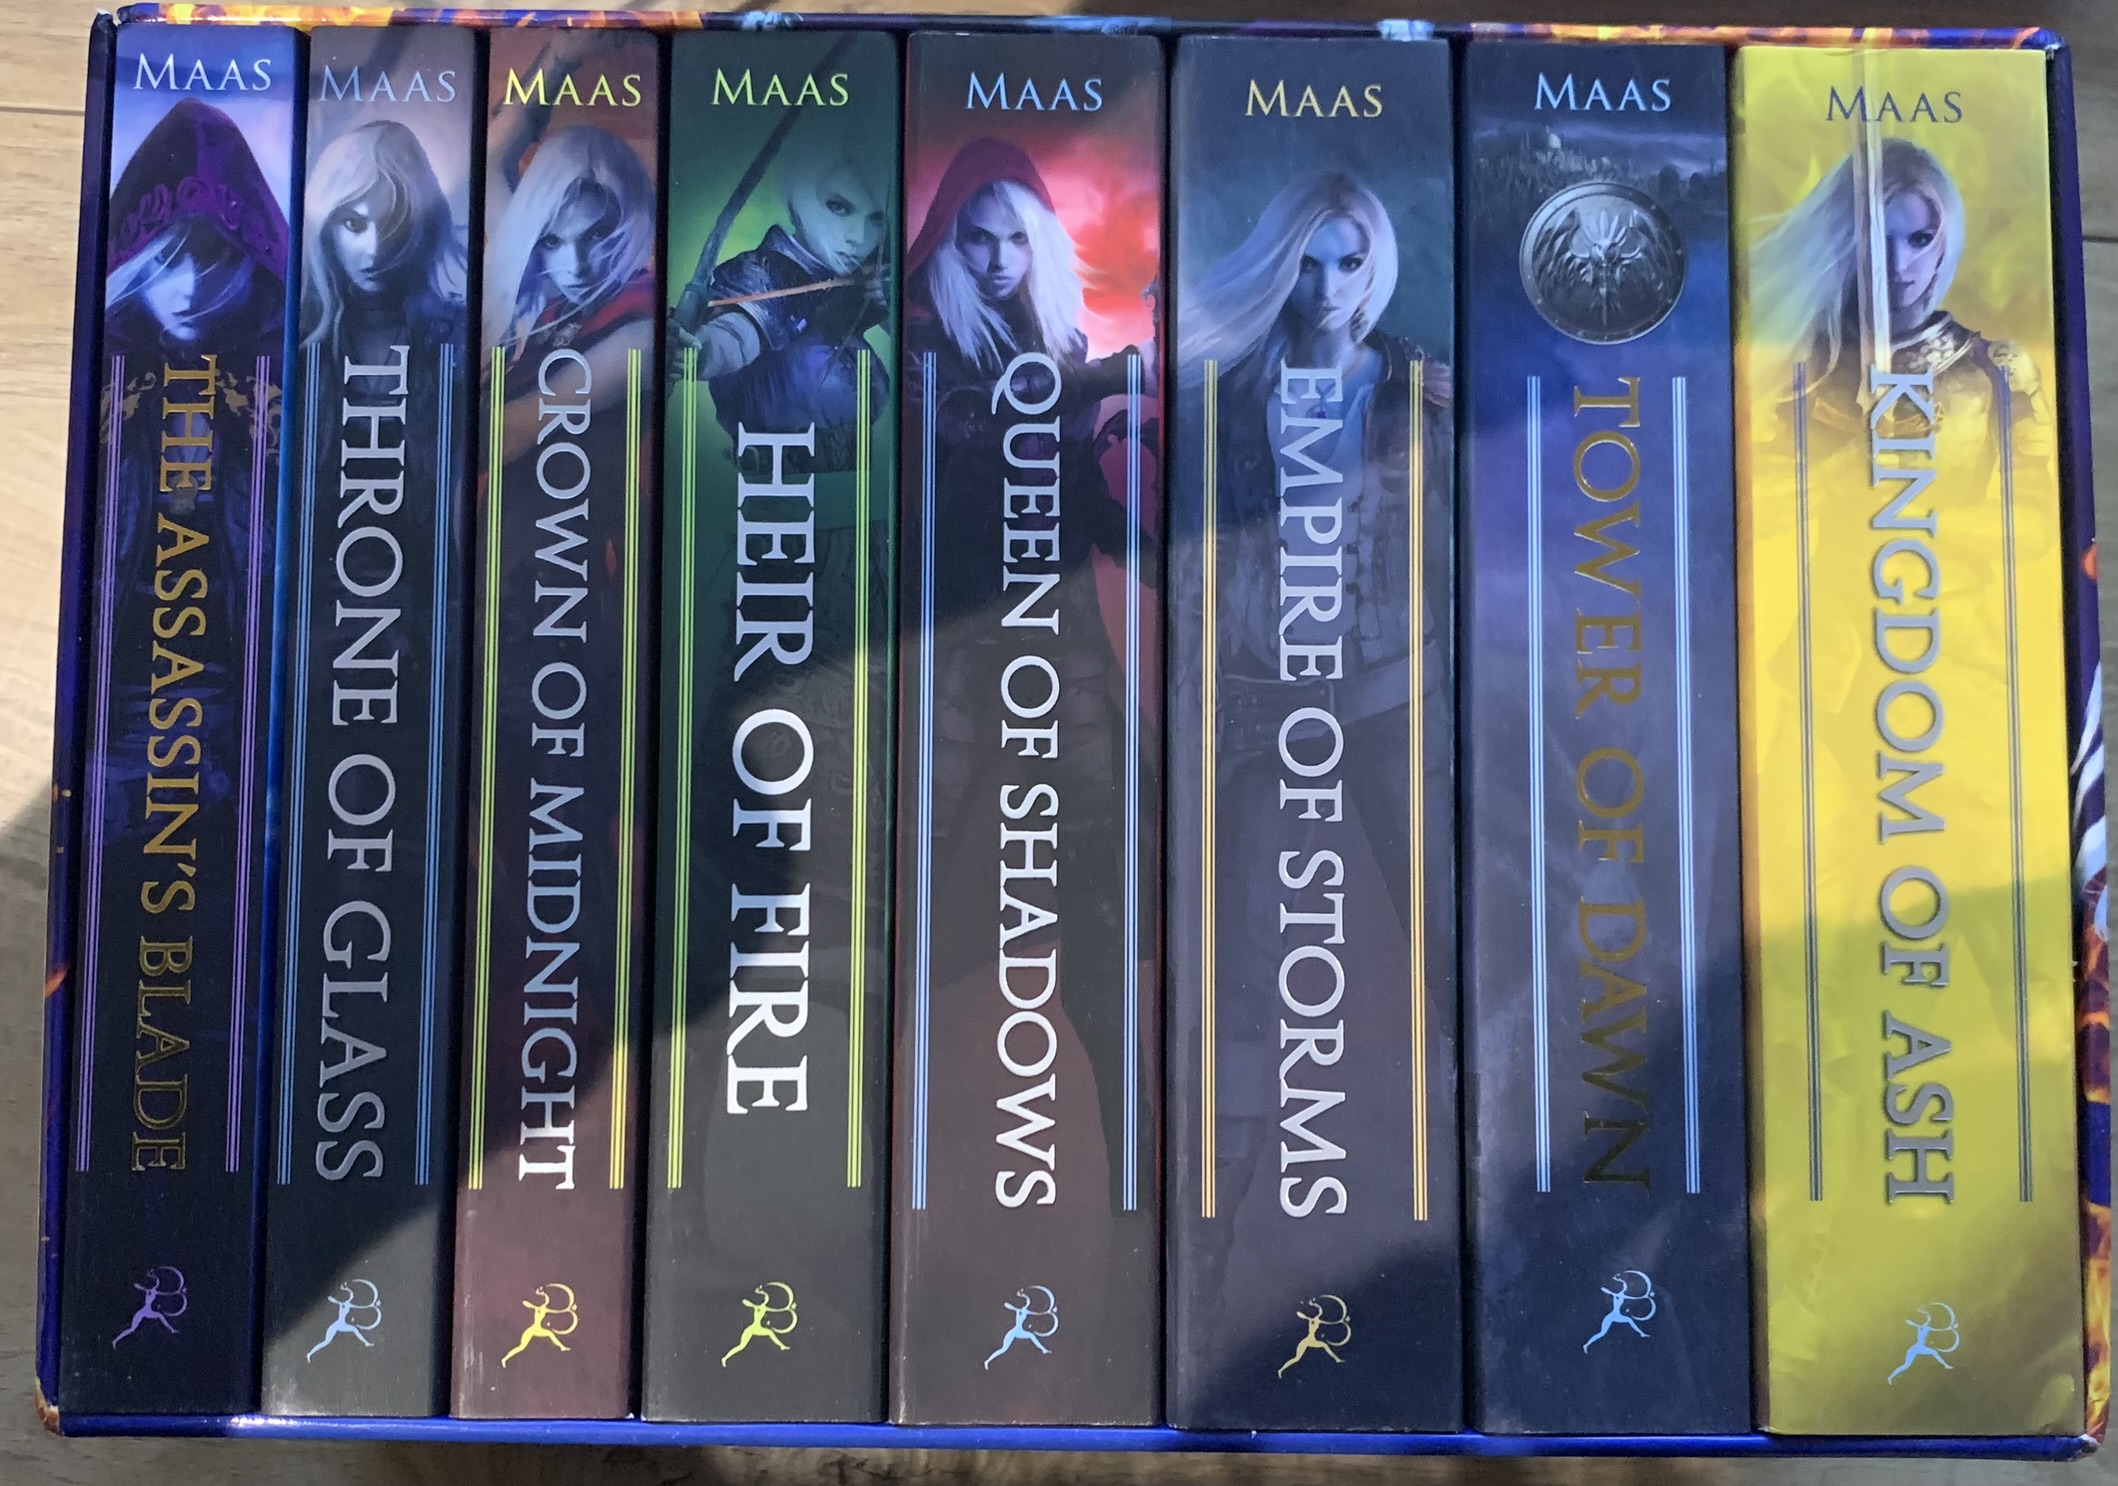 MAAS
THE ASSASSIN'S BLADE
MAAS
THRONE OF GLASS
MAAS
CROWN OF MIDNIGHT
MAAS
HEIR OF FIRE
MAAS
QUEEN OF SHADOWS
MAAS
EMPIRE OF STORMS
MAAS
TOWER OF DAWN
MAAS
KINGDOM OF ASH